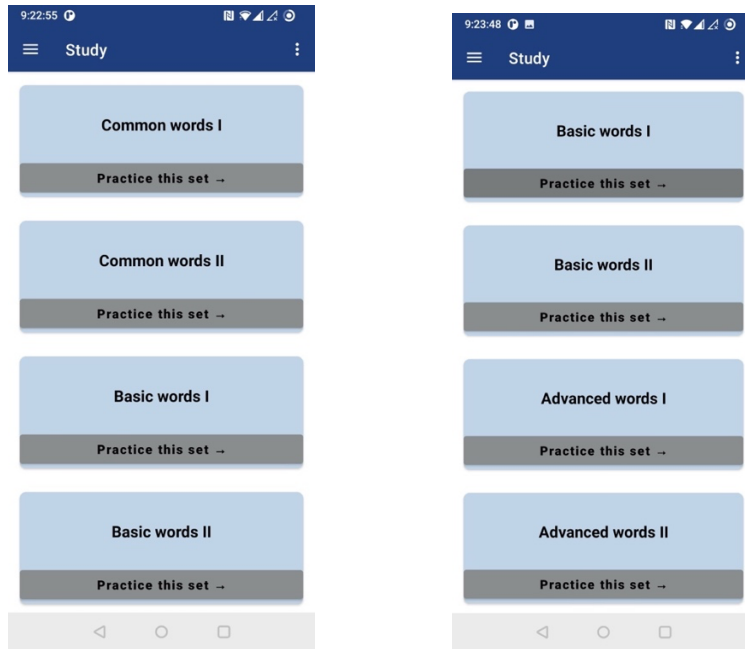 9:22:55
Study
Common words I
Practice this set →
Common words II
Practice this set →
Basic words I
Practice this set →
Basic words II
Practice this set →
9:23:48
Study
Basic words I
Practice this set →
Basic words II
Practice this set →
Advanced words I
Practice this set →
Advanced words II
Practice this set →